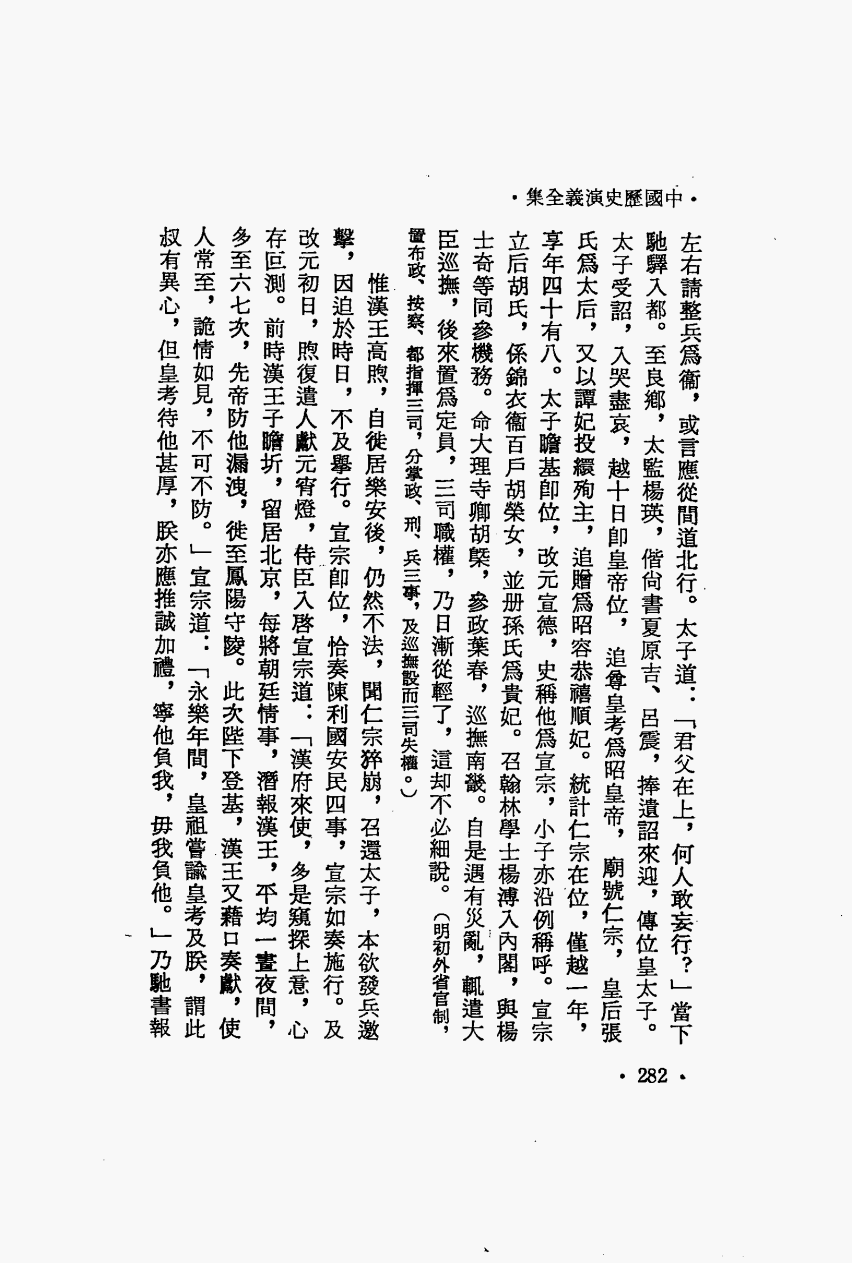 ·中國歷史演義全集·
左右請整兵爲衞，或言應從間道北行。太子道：「君父在上，何人敢妄行？」當下
馳驛入都。至良鄉，太監楊瑛，偕尙書夏原吉、呂震，捧遺詔來迎，傳位皇太子。
太子受詔，入哭盡哀，越十日卽皇帝位，追尊皇考爲昭皇帝，廟號仁宗，皇后張
氏爲太后，又以譚妃投繯殉主，追贈爲昭容恭禧順妃。統計仁宗在位，僅越一年，
享年四十有八。太子瞻基卽位，改元宣德，史稱他爲宣宗，小子亦沿例稱呼。宣宗
立后胡氏，係錦衣衞百戶胡榮女，並册孫氏爲貴妃。召翰林學士楊溥入內閣，與楊
士奇等同參機務。命大理寺卿胡槩，參政葉春，巡撫南畿。自是遇有災亂，輒遣大
臣巡撫，後來置爲定員，三司職權，乃日漸從輕了，這却不必細說。（明初外省官制，
置布政、按察、都指揮三司，分掌政、刑、兵三事，及巡撫設而三司失權。）
惟漢王高煦，自徙居樂安後，仍然不法，聞仁宗猝崩，召還太子，本欲發兵邀
擊，因迫於時日，不及舉行。宣宗卽位，恰奏陳利國安民四事，宣宗如奏施行。及
改元初日，煦復遣人獻元宵燈，侍臣入啓宣宗道：「漢府來使，多是窺探上意，心
存叵測。前時漢王子瞻圻，留居北京，每將朝廷情事，潛報漢王，平均一晝夜間，
多至六七次，先帝防他漏洩，徙至鳳陽守陵。此次陛下登基，漢王又藉口奏獻，使
人常至，詭情如見，不可不防。」宣宗道：「永樂年間，皇祖嘗諭皇考及朕，謂此
叔有異心，但皇考待他甚厚，朕亦應推誠加禮，寧他負我，毋我負他。」乃馳書報
·282·